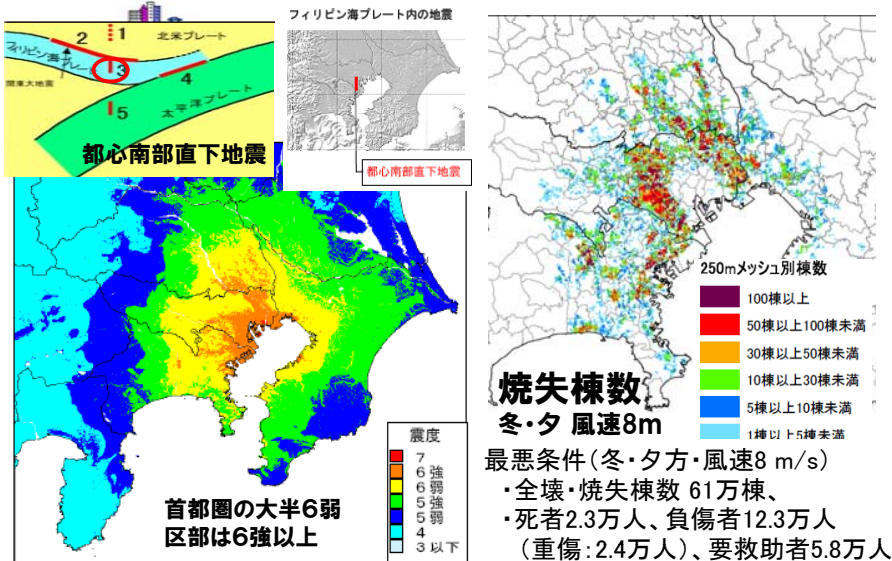 1
2
北米プレート
フィリピン海プレート
3
4
関東大地震
5
太平洋プレート
都心南部直下地震
フィリピン海プレート内の地震
都心南部直下地震
震度
7
6強
6弱
5強
5弱
4
3以下
首都圏の大半6弱
区部は6強以上
250mメッシュ別棟数
100棟以上
50棟以上100棟未満
30棟以上50棟未満
10棟以上30棟未満
5棟以上10棟未満
1棟以上5棟未満
焼失棟数
冬・夕 風速8m
最悪条件(冬・夕方・風速8 m/s)
・全壊・焼失棟数 61万棟、
・死者2.3万人、負傷者12.3万人
(重傷:2.4万人)、要救助者5.8万人